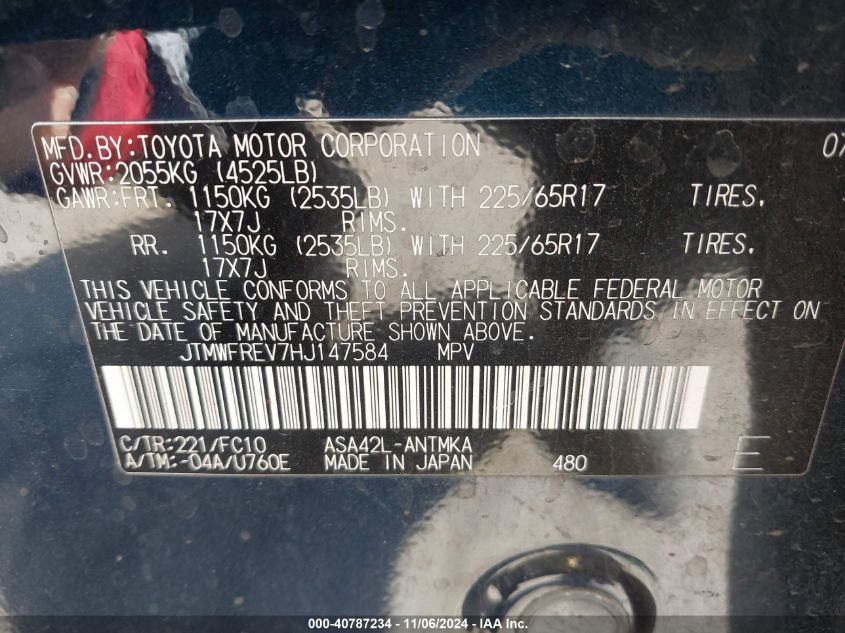 MFD.BY:TOYOTA MOTOR CORPORATION 07
GVWR:2055KG (4525LB)
GAWR:FRT. 1150KG (2535LB) WITH 225/65R17 TIRES.
17X7J RIMS.
RR. 1150KG (2535LB) WITH 225/65R17 TIRES.
17X7J RIMS.
THIS VEHICLE CONFORMS TO ALL APPLICABLE FEDERAL MOTOR
VEHICLE SAFETY AND THEFT PREVENTION STANDARDS IN EFFECT ON
THE DATE OF MANUFACTURE SHOWN ABOVE.
JTMWFREV7HJ147584 MPV
C/TR:221/FC10 ASA42L-ANTMKA
A/TM:-04A/U760E MADE IN JAPAN 480 E
000-40787234 - 11/06/2024 - IAA Inc.